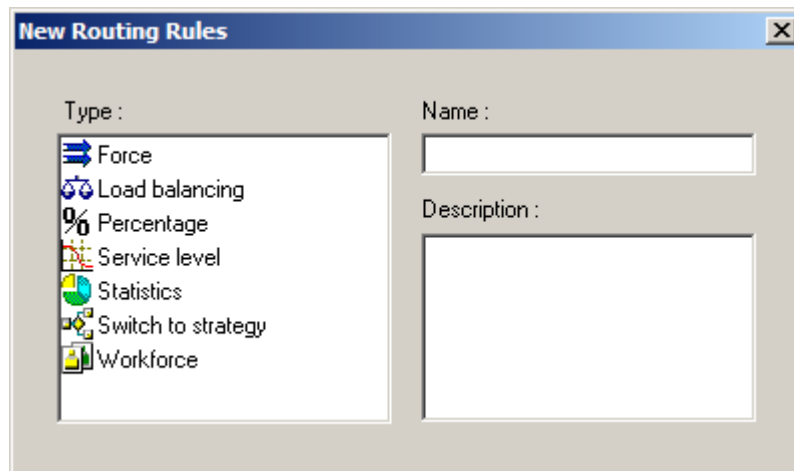 New Routing Rules
Type :
Force
Load balancing
% Percentage
Service level
Statistics
Switch to strategy
Workforce
Name :
Description :